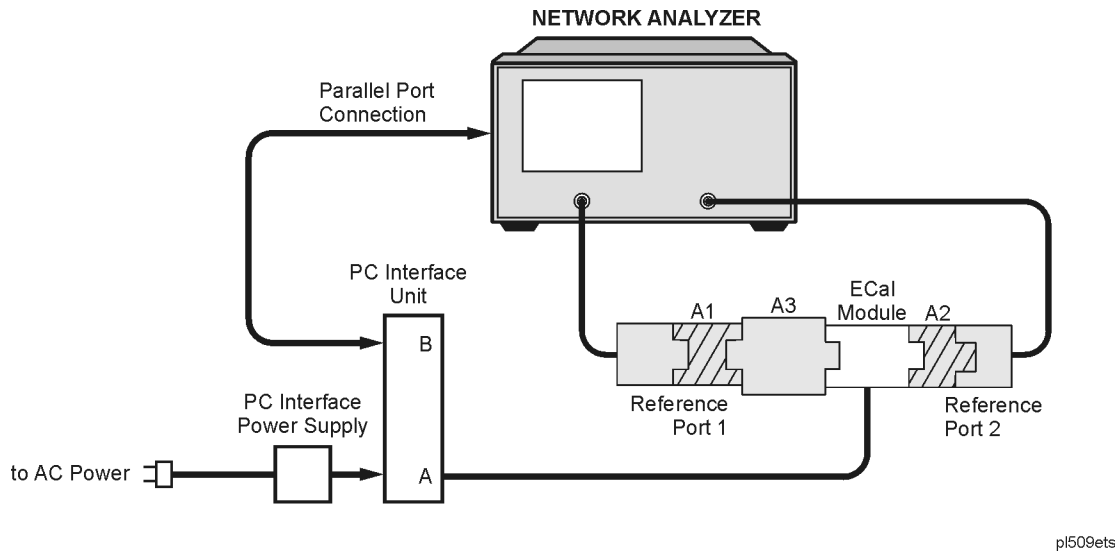 NETWORK ANALYZER
Parallel Port
Connection
PC Interface
Unit
B
A1
A3
ECal
Module
A2
Reference
Port 1
Reference
Port 2
PC Interface
Power Supply
to AC Power
A
pl509ets